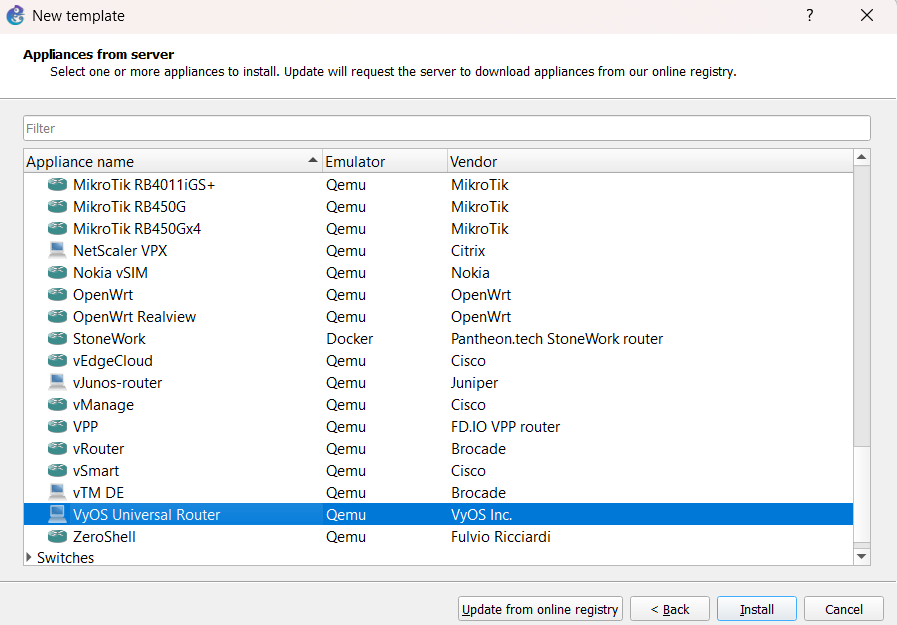 New template
?
Appliances from server
Select one or more appliances to install. Update will request the server to download appliances from our online registry.
Filter
Appliance name Emulator Vendor
MikroTik RB4011iGS+ Qemu MikroTik
MikroTik RB450G Qemu MikroTik
MikroTik RB450Gx4 Qemu MikroTik
NetScaler VPX Qemu Citrix
Nokia vSIM Qemu Nokia
OpenWrt Qemu OpenWrt
OpenWrt Realview Qemu OpenWrt
StoneWork Docker Pantheon.tech StoneWork router
vEdgeCloud Qemu Cisco
vJunos-router Qemu Juniper
vManage Qemu Cisco
VPP Qemu FD.IO VPP router
vRouter Qemu Brocade
vSmart Qemu Cisco
vTM DE Qemu Brocade
VyOS Universal Router Qemu VyOS Inc.
ZeroShell Qemu Fulvio Ricciardi
Switches
Update from online registry < Back Install Cancel